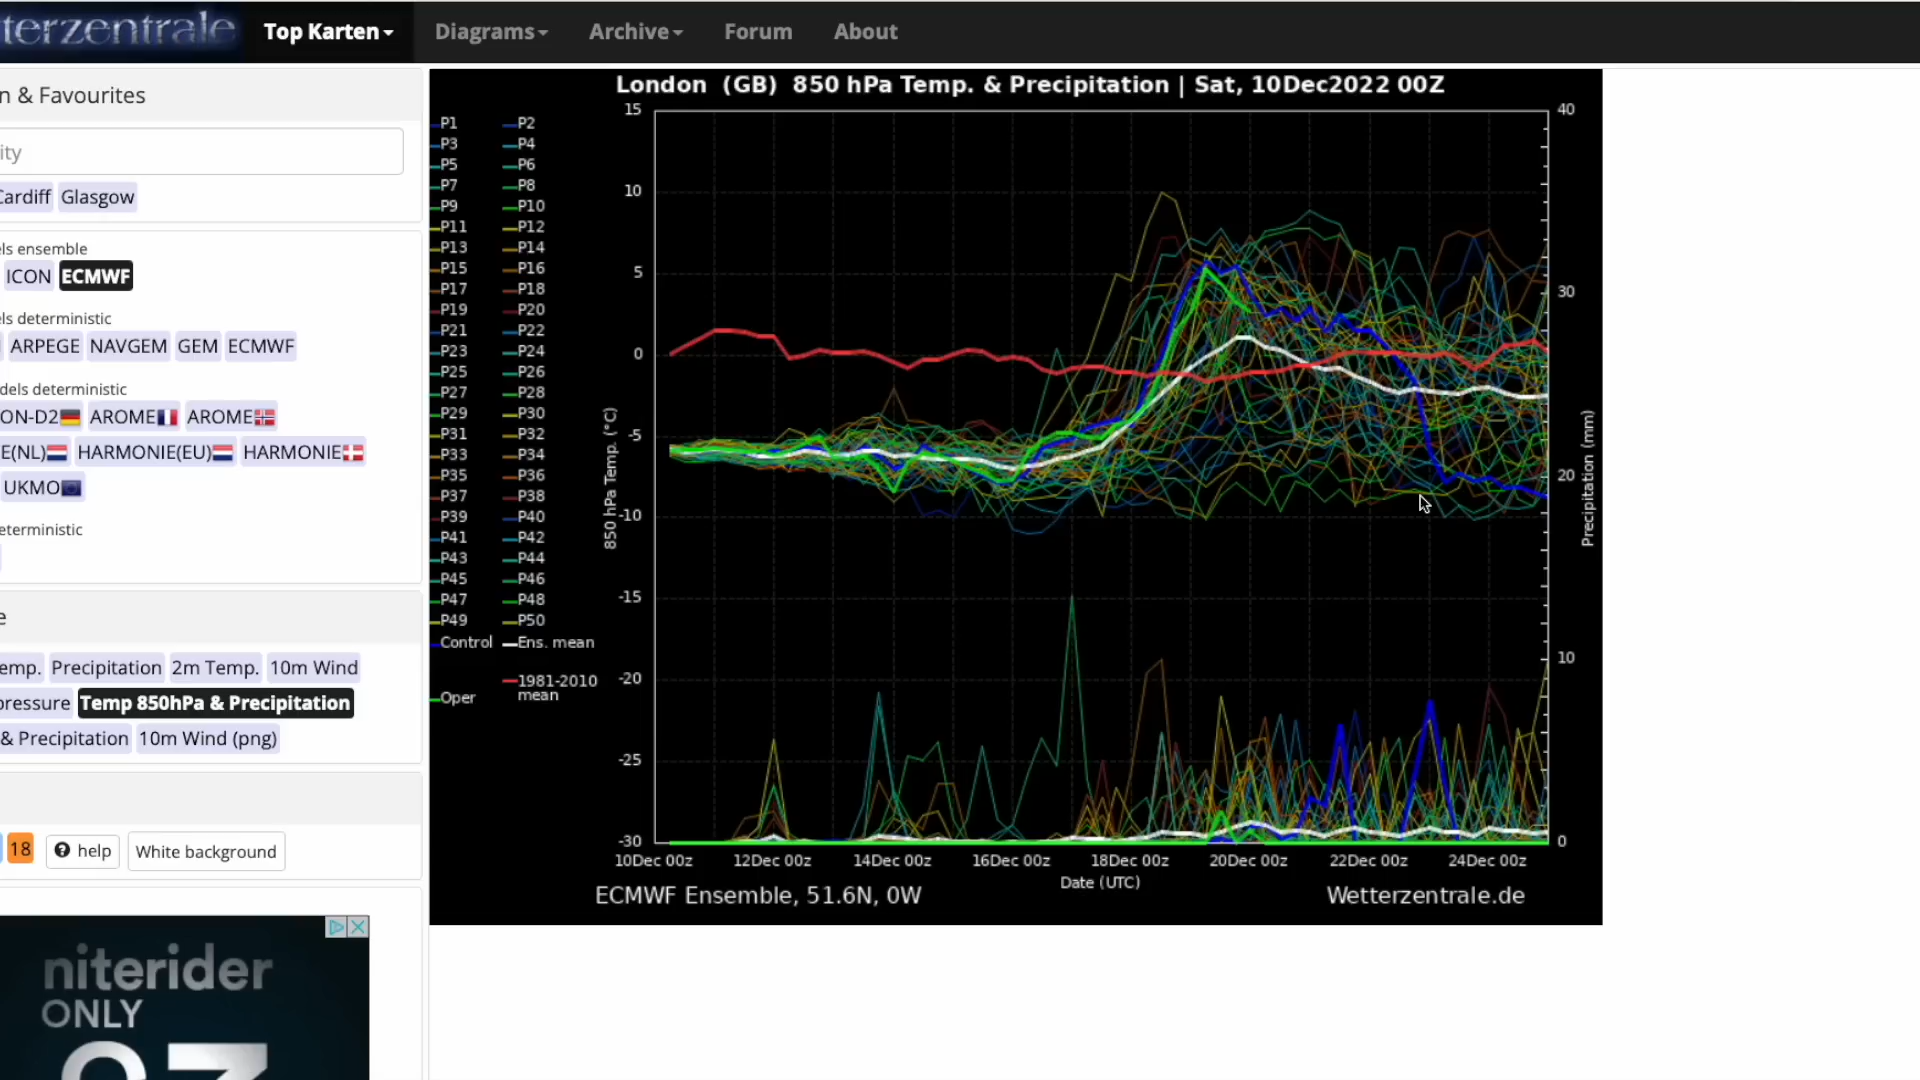 terzentrale
Top Karten
Diagrams
Archive
Forum
About
n & Favourites
ity
Cardiff Glasgow
els ensemble
ICON ECMWF
els deterministic
ARPEGE NAVGEM GEM ECMWF
dels deterministic
ON-D2 AROME AROME
E(NL) HARMONIE(EU) HARMONIE
UKMO
eterministic
e
emp. Precipitation 2m Temp. 10m Wind
pressure Temp 850hPa & Precipitation
& Precipitation 10m Wind (png)
18 help White background
niterider
ONLY
London (GB) 850 hPa Temp. & Precipitation | Sat, 10Dec2022 00Z
P1 P2
P3 P4
P5 P6
P7 P8
P9 P10
P11 P12
P13 P14
P15 P16
P17 P18
P19 P20
P21 P22
P23 P24
P25 P26
P27 P28
P29 P30
P31 P32
P33 P34
P35 P36
P37 P38
P39 P40
P41 P42
P43 P44
P45 P46
P47 P48
P49 P50
Control Ens. mean
1981-2010
mean
Oper
850 hPa Temp. (°C)
15
10
5
0
-5
-10
-15
-20
-25
-30
40
30
20
10
0
Precipitation (mm)
10Dec 00z 12Dec 00z 14Dec 00z 16Dec 00z 18Dec 00z 20Dec 00z 22Dec 00z 24Dec 00z
Date (UTC)
ECMWF Ensemble, 51.6N, 0W
Wetterzentrale.de